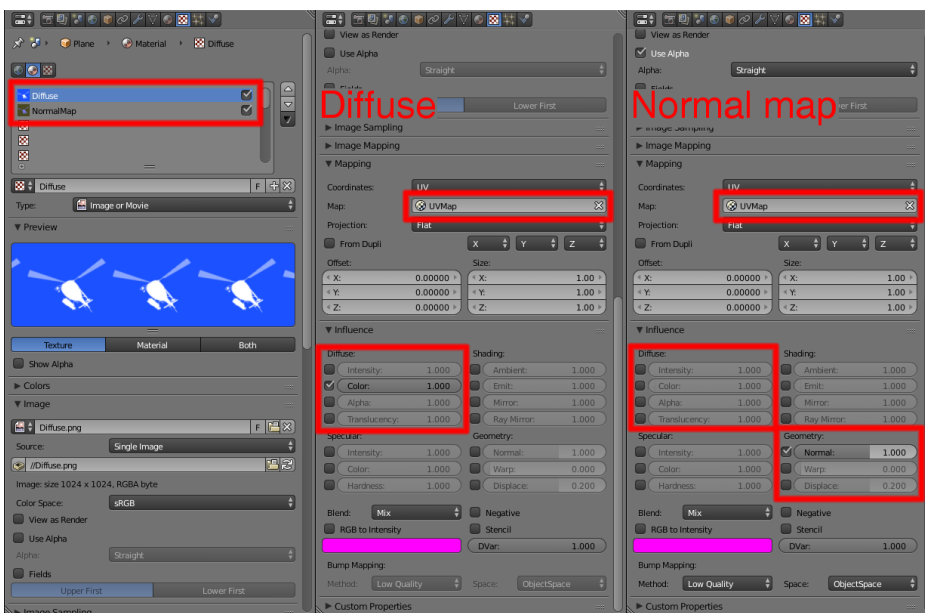 Plane
Material
Diffuse
Diffuse
NormalMap
Diffuse
F
Type:
Image or Movie
Preview
Texture
Material
Both
Show Alpha
Colors
Image
Diffuse.png
F
Source:
Single Image
//Diffuse.png
Image: size 1024 x 1024, RGBA byte
Color Space:
sRGB
View as Render
Use Alpha
Alpha:
Straight
Fields
Upper First
Lower First
Image Sampling
View as Render
Use Alpha
Alpha:
Straight
Diffuse
Lower First
Image Sampling
Image Mapping
Mapping
Coordinates:
UV
Map:
UVMap
Projection:
Flat
From Dupli
X
Y
Z
Offset:
Size:
X: 0.00000
X: 1.00
Y: 0.00000
Y: 1.00
Z: 0.00000
Z: 1.00
Influence
Diffuse:
Shading:
Intensity: 1.000
Ambient: 1.000
Color: 1.000
Emit: 1.000
Alpha: 1.000
Mirror: 1.000
Translucency: 1.000
Ray Mirror: 1.000
Specular:
Geometry:
Intensity: 1.000
Normal: 1.000
Color: 1.000
Warp: 0.000
Hardness: 1.000
Displace: 0.200
Blend:
Mix
Negative
RGB to Intensity
Stencil
DVar: 1.000
Bump Mapping:
Method:
Low Quality
Space:
ObjectSpace
Custom Properties
View as Render
Use Alpha
Alpha:
Straight
Normal map
er First
Image Sampling
Image Mapping
Mapping
Coordinates:
UV
Map:
UVMap
Projection:
Flat
From Dupli
X
Y
Z
Offset:
Size:
X: 0.00000
X: 1.00
Y: 0.00000
Y: 1.00
Z: 0.00000
Z: 1.00
Influence
Diffuse:
Shading:
Intensity: 1.000
Ambient: 1.000
Color: 1.000
Emit: 1.000
Alpha: 1.000
Mirror: 1.000
Translucency: 1.000
Ray Mirror: 1.000
Specular:
Geometry:
Intensity: 1.000
Normal: 1.000
Color: 1.000
Warp: 0.000
Hardness: 1.000
Displace: 0.200
Blend:
Mix
Negative
RGB to Intensity
Stencil
DVar: 1.000
Bump Mapping:
Method:
Low Quality
Space:
ObjectSpace
Custom Properties